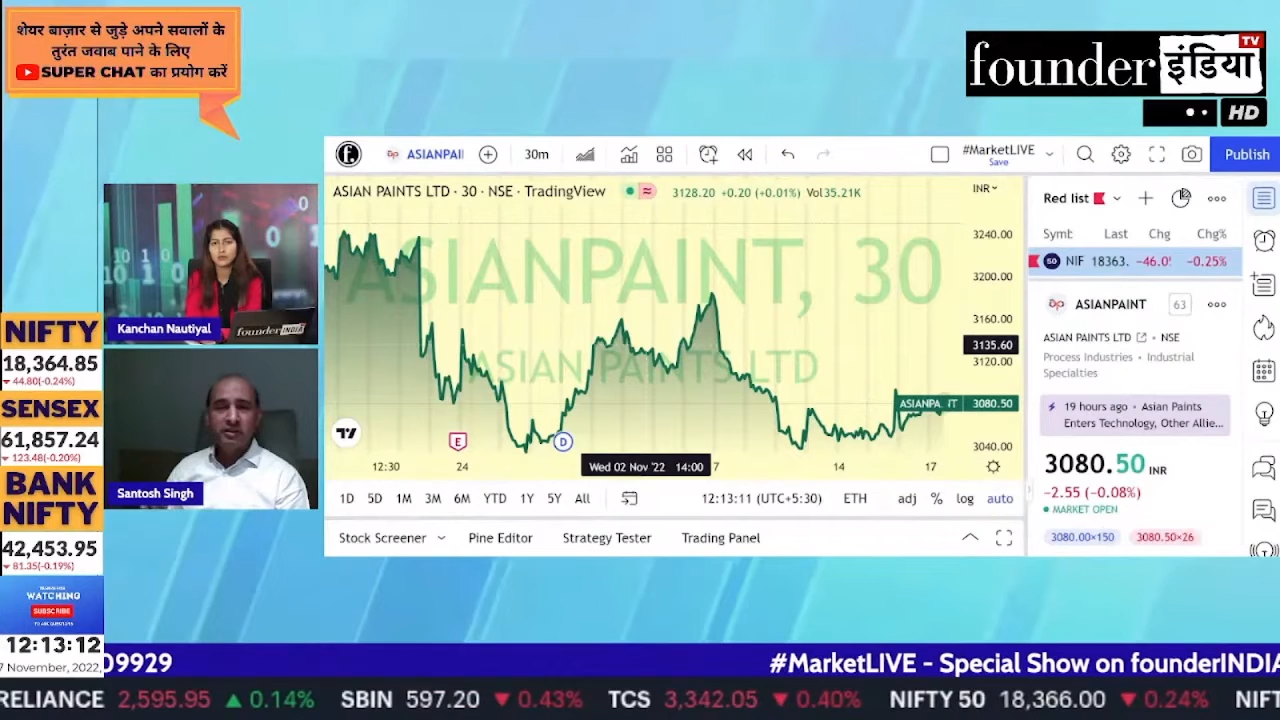 शेयर बाज़ार से जुड़े अपने सवालों के
तुरंत जवाब पाने के लिए
SUPER CHAT का प्रयोग करें
founder इंडिया TV
HD
ASIANPAI
30m
#MarketLIVE
Save
Publish
ASIAN PAINTS LTD · 30 · NSE · TradingView
3128.20 +0.20 (+0.01%) Vol35.21K
INR
ASIANPAINT, 30
ASIAN PAINTS LTD
3240.00
3200.00
3160.00
3135.60
3120.00
ASIANPA IT 3080.50
3040.00
E
D
12:30
24
Wed 02 Nov '22 14:00
7
14
17
1D 5D 1M 3M 6M YTD 1Y 5Y All
12:13:11 (UTC+5:30) ETH adj % log auto
Stock Screener Pine Editor Strategy Tester Trading Panel
Red list
Symb Last Chg Chg%
50 NIF 18363. −46.0 −0.25%
ASIANPAINT 63
ASIAN PAINTS LTD • NSE
Process Industries • Industrial
Specialties
19 hours ago • Asian Paints
Enters Technology, Other Allie...
3080.50 INR
−2.55 (−0.08%)
MARKET OPEN
3080.00×150 3080.50×26
Kanchan Nautiyal
founder INDIA
Santosh Singh
NIFTY
18,364.85
44.80(-0.24%)
SENSEX
61,857.24
123.48(-0.20%)
BANK
NIFTY
42,453.95
81.35(-0.19%)
WATCHING
SUBSCRIBE
12:13:12
7 November, 2022,
09929
#MarketLIVE - Special Show on founderINDIA
RELIANCE 2,595.95 0.14% SBIN 597.20 0.43% TCS 3,342.05 0.40% NIFTY 50 18,366.00 0.24% NIFT